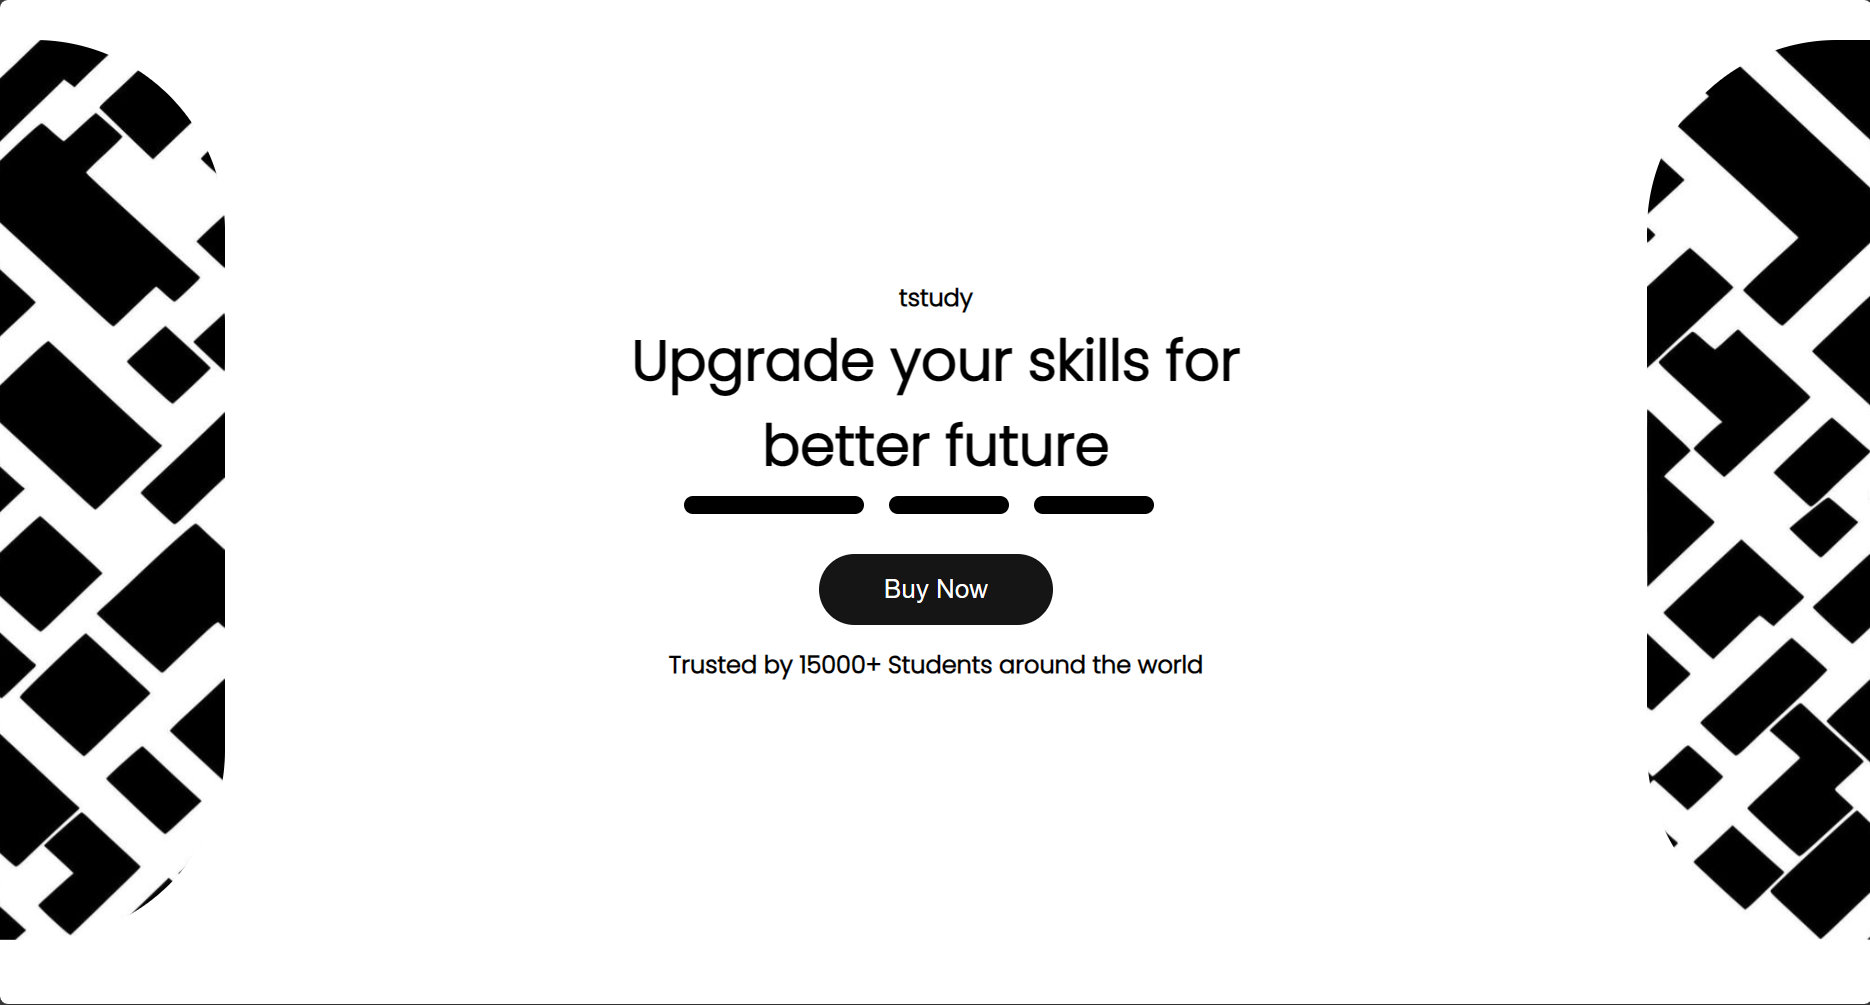 tstudy
Upgrade your skills for
better future
Buy Now
Trusted by 15000+ Students around the world